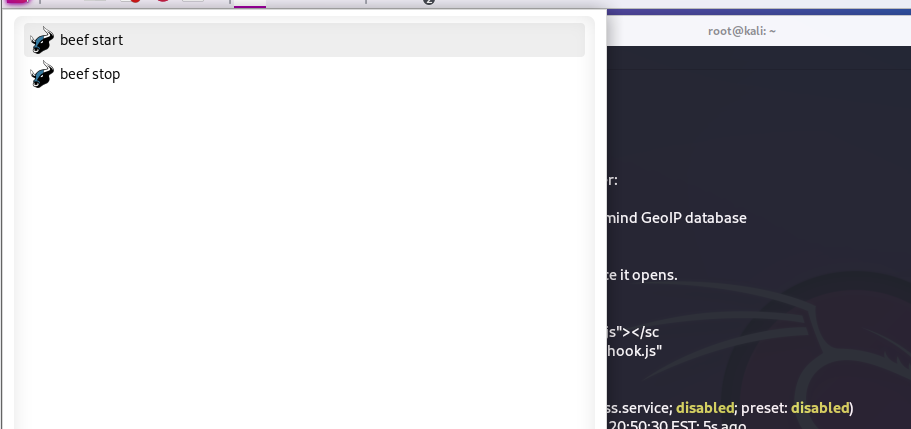 root@kali: ~
beef start
beef stop
r:
mind GeoIP database
e it opens.
js"></sc
hook.js"
ss.service; disabled; preset: disabled)
20:50:30 EST; 5s ago